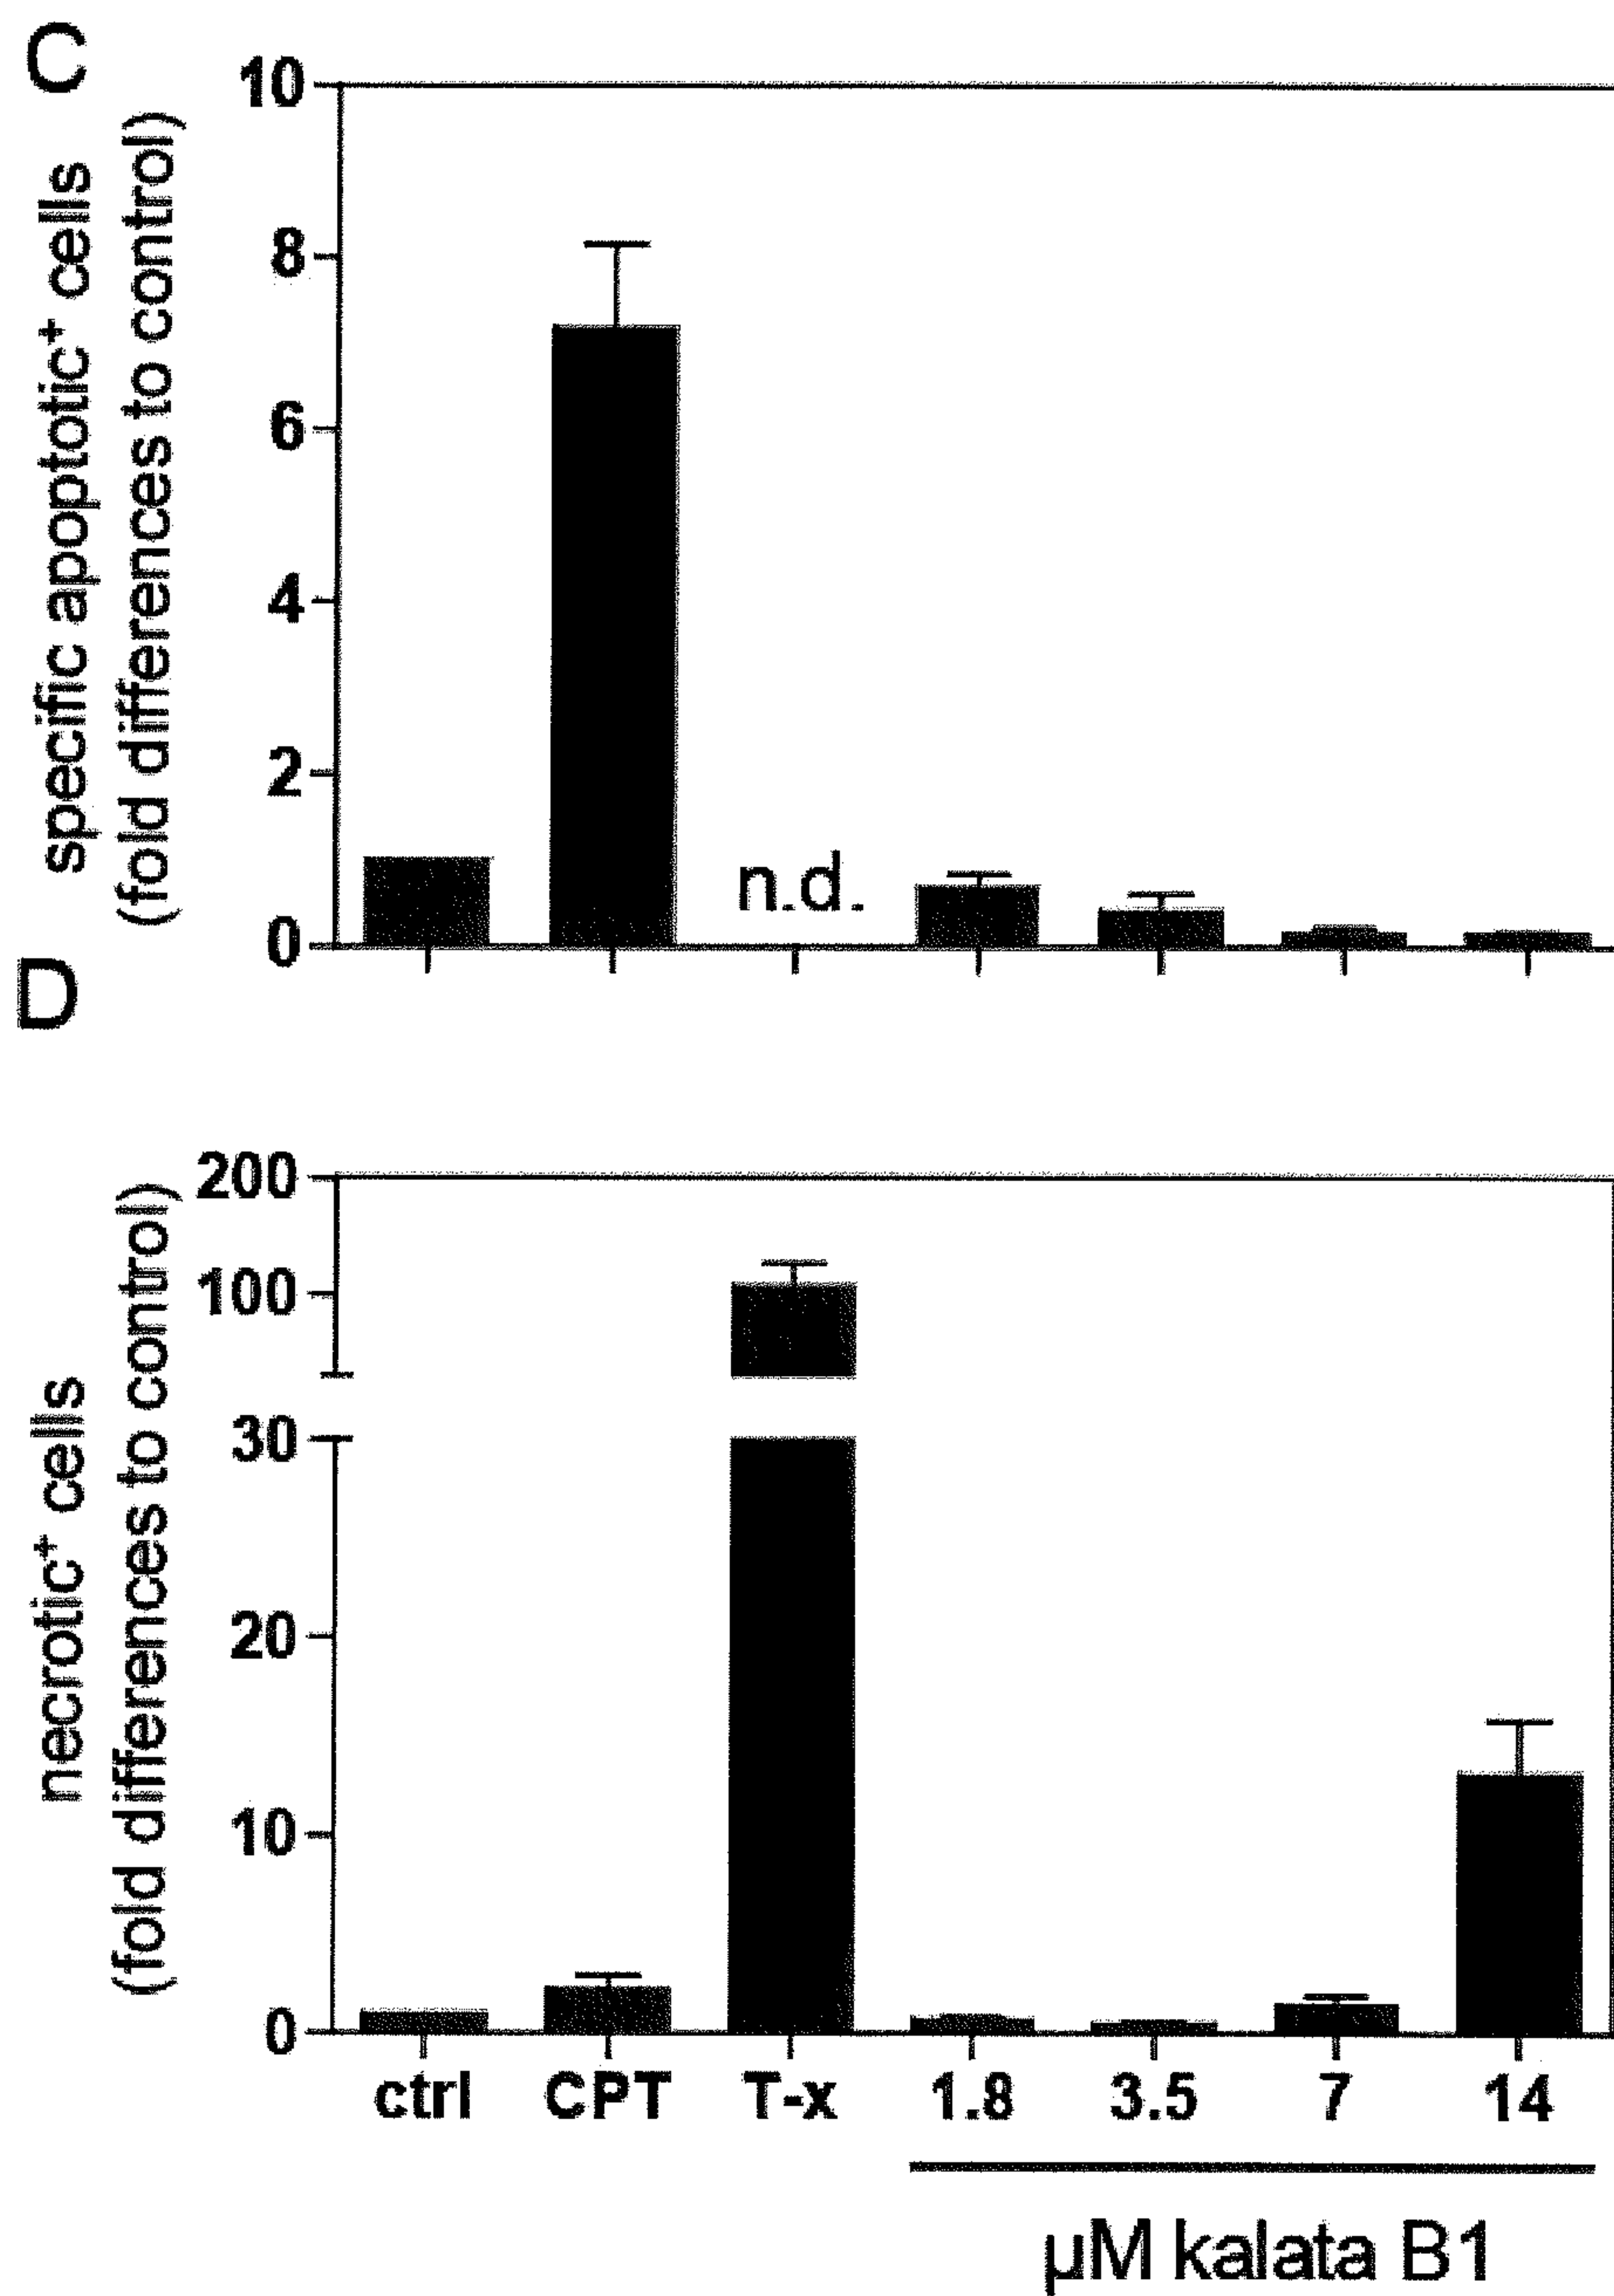 C
specific apoptotic⁺ cells
(fold differences to control)
10
8
6
4
2
0
n.d.
D
necrotic⁺ cells
(fold differences to control)
200
100
30
20
10
0
ctrl CPT T-x 1.8 3.5 7 14
µM kalata B1